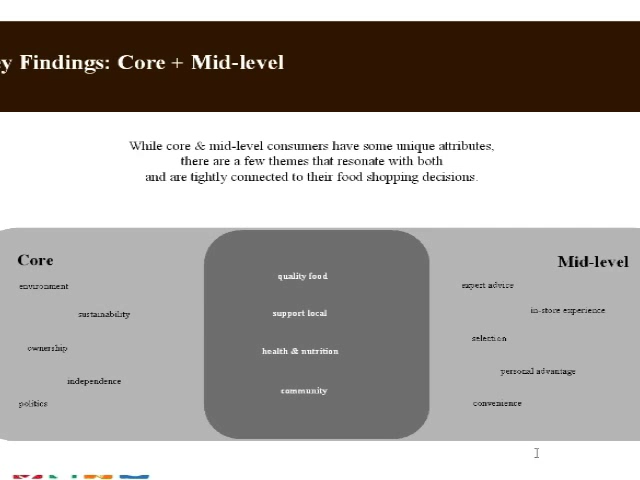 y Findings: Core + Mid-level
While core & mid-level consumers have some unique attributes,
there are a few themes that resonate with both
and are tightly connected to their food shopping decisions.
Core
environment
sustainability
ownership
independence
politics
quality food
support local
health & nutrition
community
Mid-level
expert advice
in-store experience
selection
personal advantage
convenience